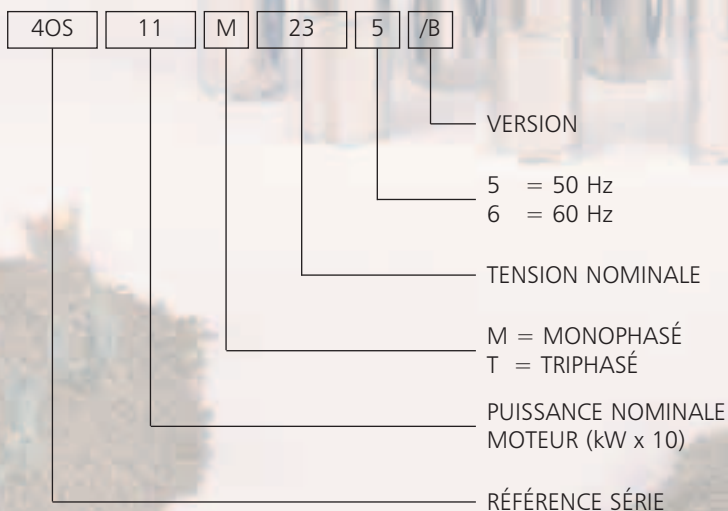 4OS 11 M 23 5 /B
VERSION
5 = 50 Hz
6 = 60 Hz
TENSION NOMINALE
M = MONOPHASÉ
T = TRIPHASÉ
PUISSANCE NOMINALE
MOTEUR (kW x 10)
RÉFÉRENCE SÉRIE